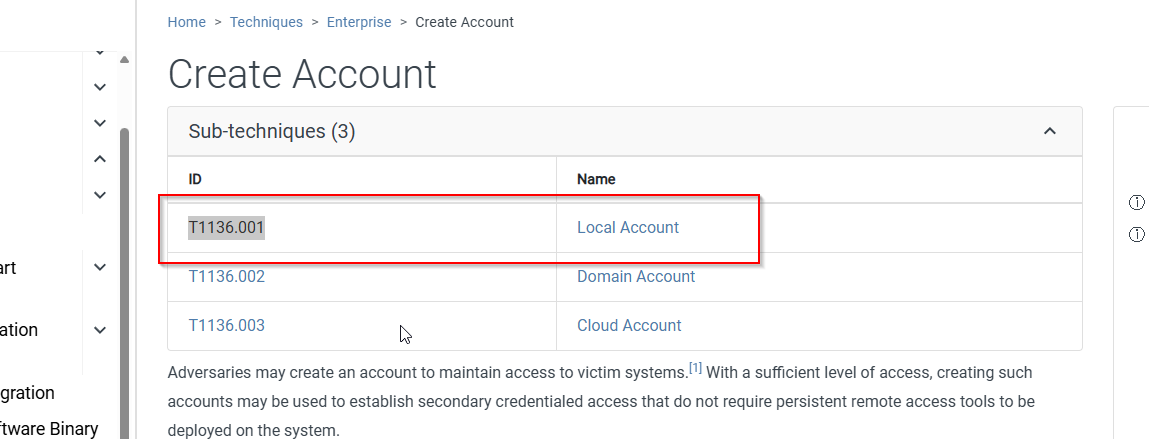 Home > Techniques > Enterprise > Create Account
Create Account
Sub-techniques (3)
ID Name
T1136.001 Local Account
art
T1136.002 Domain Account
ation
T1136.003 Cloud Account
Adversaries may create an account to maintain access to victim systems.[1] With a sufficient level of access, creating such
gration
accounts may be used to establish secondary credentialed access that do not require persistent remote access tools to be
ftware Binary
deployed on the system.